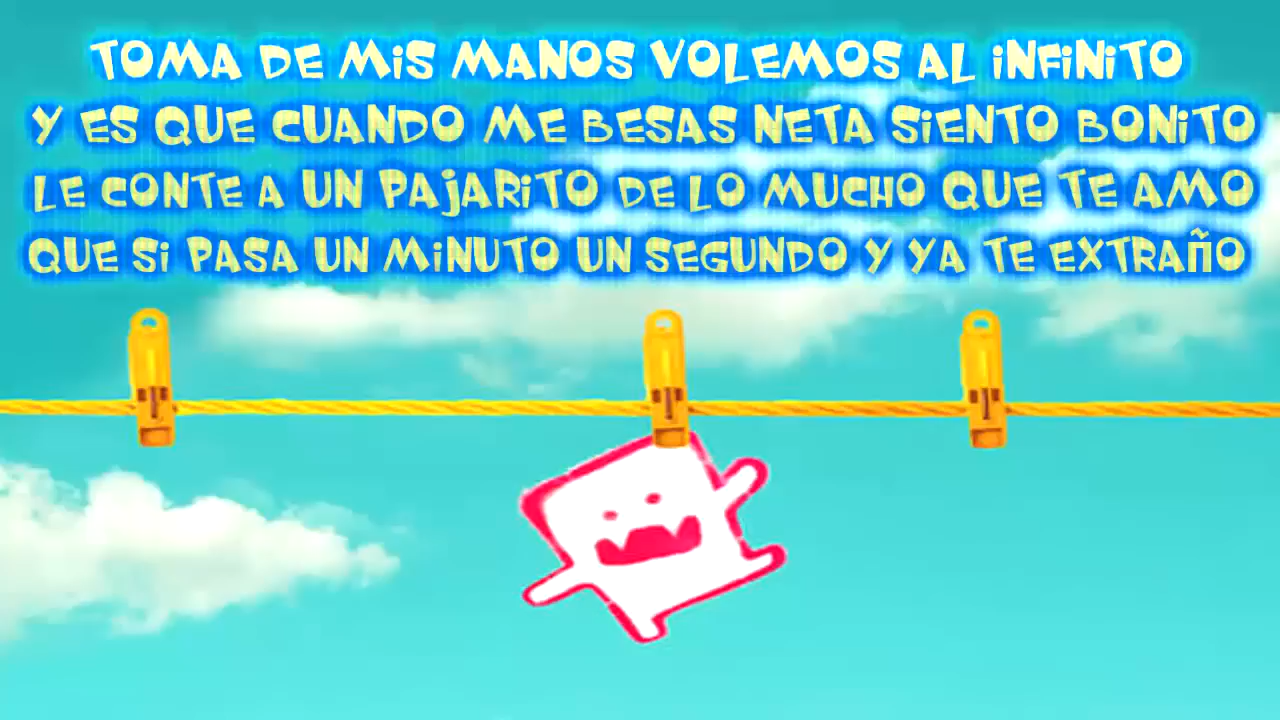 TOMA DE MiS MANOS VOLEMOS AL iNFiNiTO
Y ES QUE CUANDO ME BESAS NETA SiENTO BONiTO
LE CONTE A UN PAJARiTO DE LO MUCHO QUE TE AMO
QUE Si PASA UN MiNUTO UN SEGUNDO Y YA TE EXTRAÑO